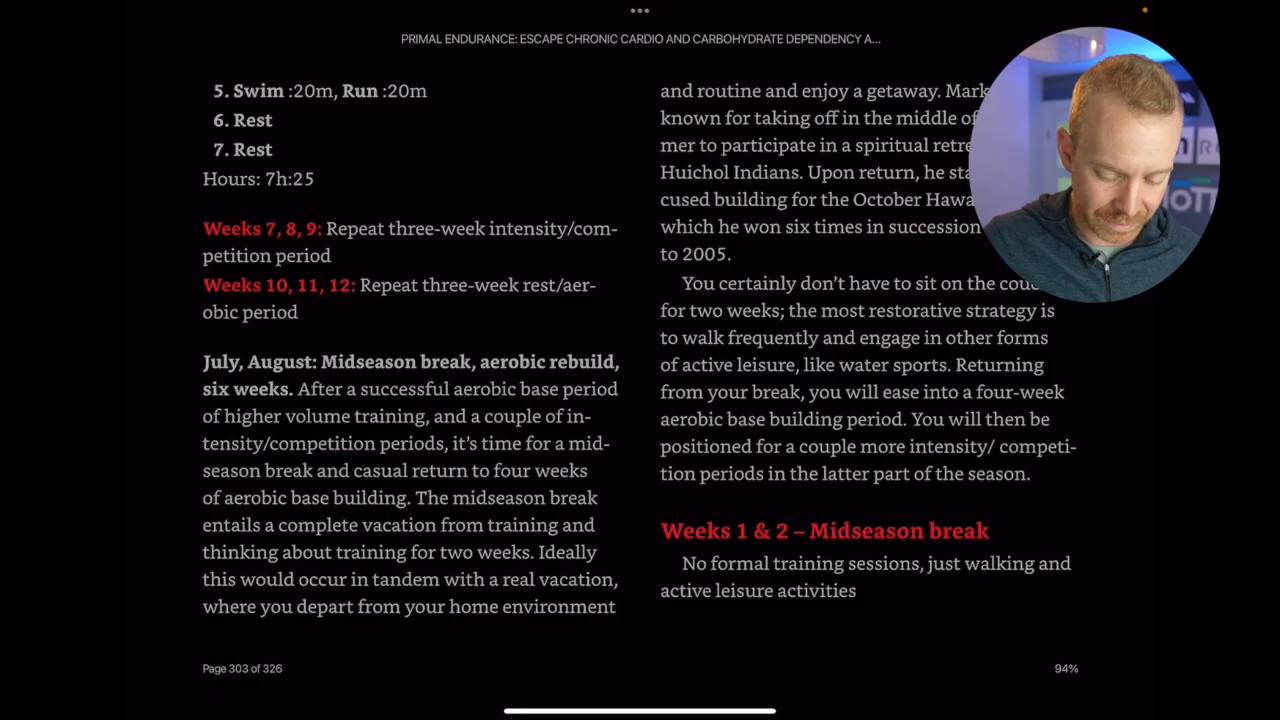 PRIMAL ENDURANCE: ESCAPE CHRONIC CARDIO AND CARBOHYDRATE DEPENDENCY A...
5. Swim :20m, Run :20m
6. Rest
7. Rest
Hours: 7h:25
Weeks 7, 8, 9: Repeat three-week intensity/com-
petition period
Weeks 10, 11, 12: Repeat three-week rest/aer-
obic period
July, August: Midseason break, aerobic rebuild,
six weeks. After a successful aerobic base period
of higher volume training, and a couple of in-
tensity/competition periods, it's time for a mid-
season break and casual return to four weeks
of aerobic base building. The midseason break
entails a complete vacation from training and
thinking about training for two weeks. Ideally
this would occur in tandem with a real vacation,
where you depart from your home environment
and routine and enjoy a getaway. Mark
known for taking off in the middle of
mer to participate in a spiritual
Huichol Indians. Upon return, he
cused building for the October
which he won six times in succession
to 2005.
You certainly don't have to sit on the
for two weeks; the most restorative strategy is
to walk frequently and engage in other forms
of active leisure, like water sports. Returning
from your break, you will ease into a four-week
aerobic base building period. You will then be
positioned for a couple more intensity/ competi-
tion periods in the latter part of the season.
Weeks 1 & 2 – Midseason break
No formal training sessions, just walking and
active leisure activities
Page 303 of 326
94%